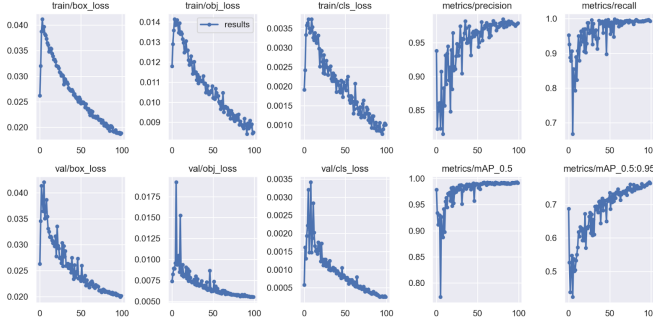 train/box_loss
0.040
0.035
0.030
0.025
0.020
0 50 100
train/obj_loss
results
0.014
0.013
0.012
0.011
0.010
0.009
0 50 100
train/cls_loss
0.0035
0.0030
0.0025
0.0020
0.0015
0.0010
0 50 100
metrics/precision
0.95
0.90
0.85
0 50 100
metrics/recall
1.0
0.9
0.8
0.7
0 50 100
val/box_loss
0.040
0.035
0.030
0.025
0.020
0 50 100
val/obj_loss
0.0175
0.0150
0.0125
0.0100
0.0075
0.0050
0 50 100
val/cls_loss
0.0035
0.0030
0.0025
0.0020
0.0015
0.0010
0.0005
0 50 100
metrics/mAP_0.5
1.00
0.95
0.90
0.85
0.80
0 50 100
metrics/mAP_0.5:0.95
0.7
0.6
0.5
0 50 100